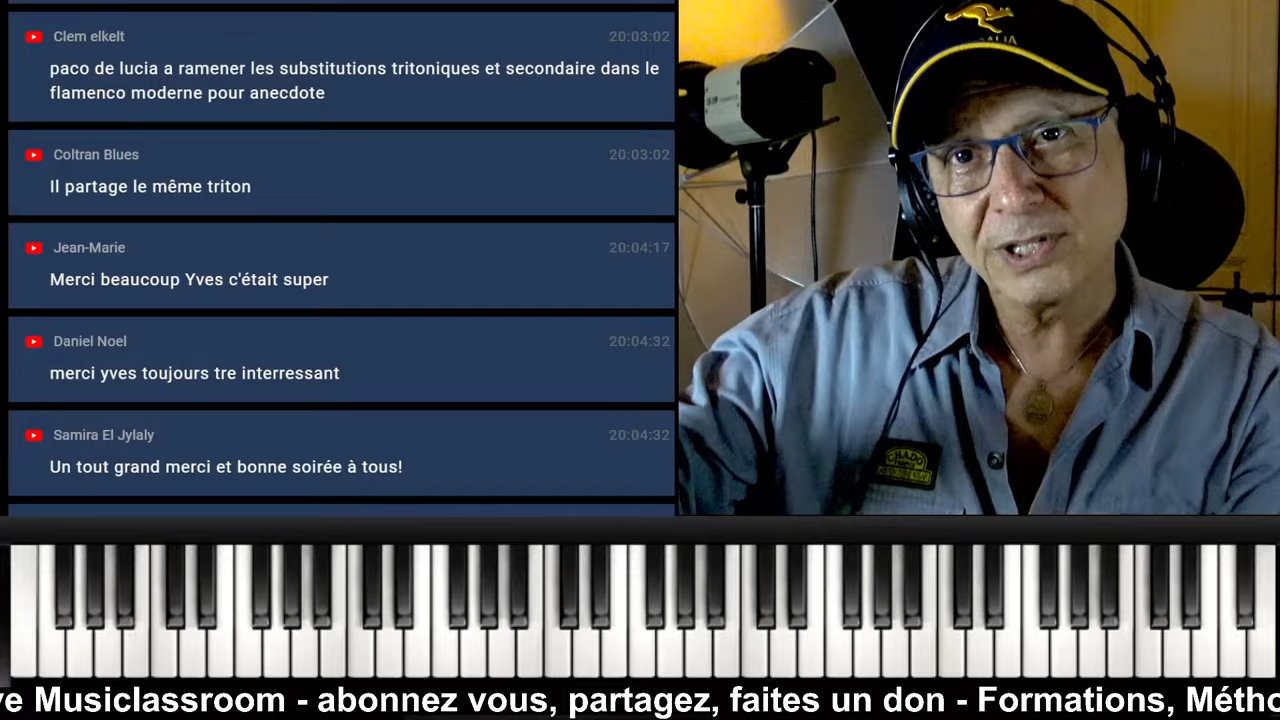 Clem elkelt 20:03:02
paco de lucia a ramener les substitutions tritoniques et secondaire dans le
flamenco moderne pour anecdote
Coltran Blues 20:03:02
Il partage le même triton
Jean-Marie 20:04:17
Merci beaucoup Yves c'était super
Daniel Noel 20:04:32
merci yves toujours tre interressant
Samira El Jylaly 20:04:32
Un tout grand merci et bonne soirée à tous!
CHADO
ve Musiclassroom - abonnez vous, partagez, faites un don - Formations, Métho